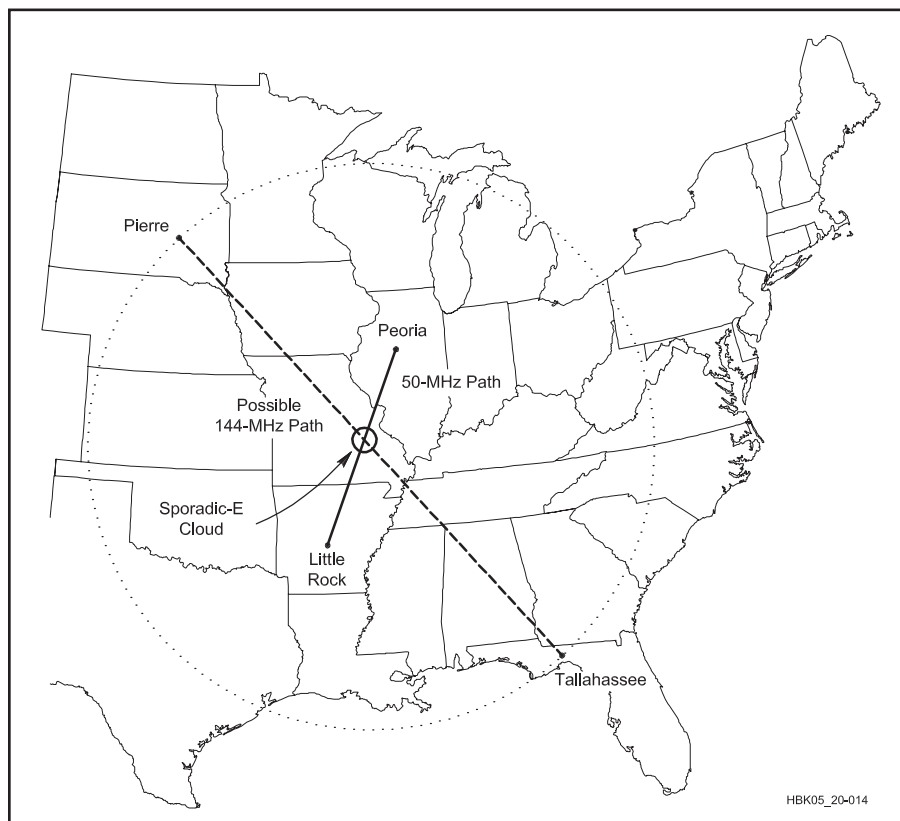 Pierre
Peoria
50-MHz Path
Possible
144-MHz Path
Sporadic-E
Cloud
Little
Rock
Tallahassee
HBK05_20-014